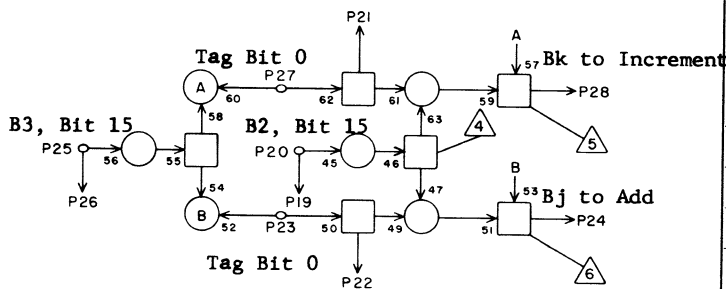 P21
A
Tag Bit 0
P27
57 Bk to Increment
A
60
62
61
59
P28
58
63
B3, Bit 15
B2, Bit 15
4
5
P25
56
55
P20
45
46
B
54
47
53 Bj to Add
P26
P19
B
52
P23
50
49
51
P24
Tag Bit 0
P22
6